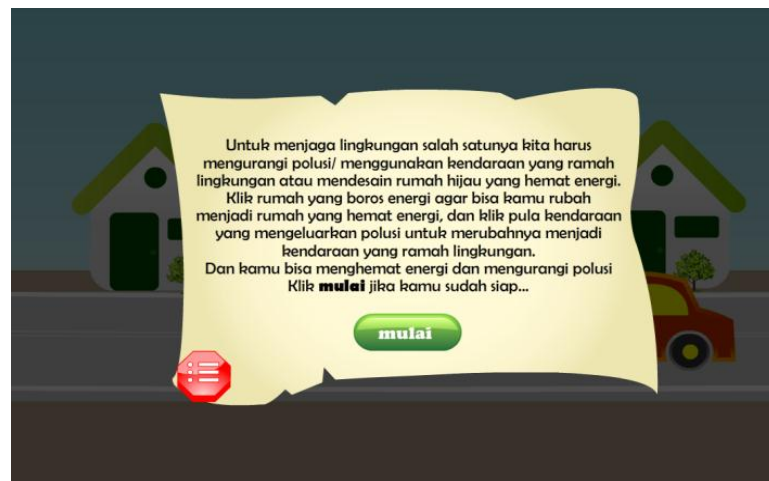 Untuk menjaga lingkungan salah satunya kita harus
mengurangi polusi/ menggunakan kendaraan yang ramah
lingkungan atau mendesain rumah hijau yang hemat energi.
Klik rumah yang boros energi agar bisa kamu rubah
menjadi rumah yang hemat energi, dan klik pula kendaraan
yang mengeluarkan polusi untuk merubahnya menjadi
kendaraan yang ramah lingkungan.
Dan kamu bisa menghemat energi dan mengurangi polusi
Klik mulai jika kamu sudah siap...
mulai